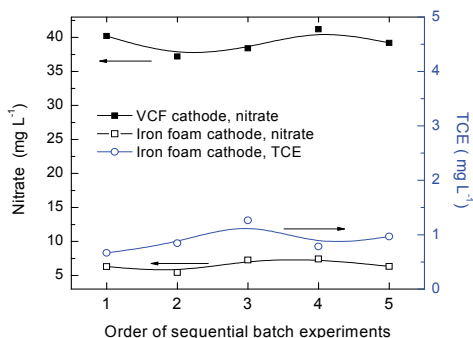 Nitrate (mg L-1)
40
35
30
25
20
15
10
5
VCF cathode, nitrate
Iron foam cathode, nitrate
Iron foam cathode, TCE
5
4
3
2
1
0
TCE ( mg L-1)
1 2 3 4 5
Order of sequential batch experiments